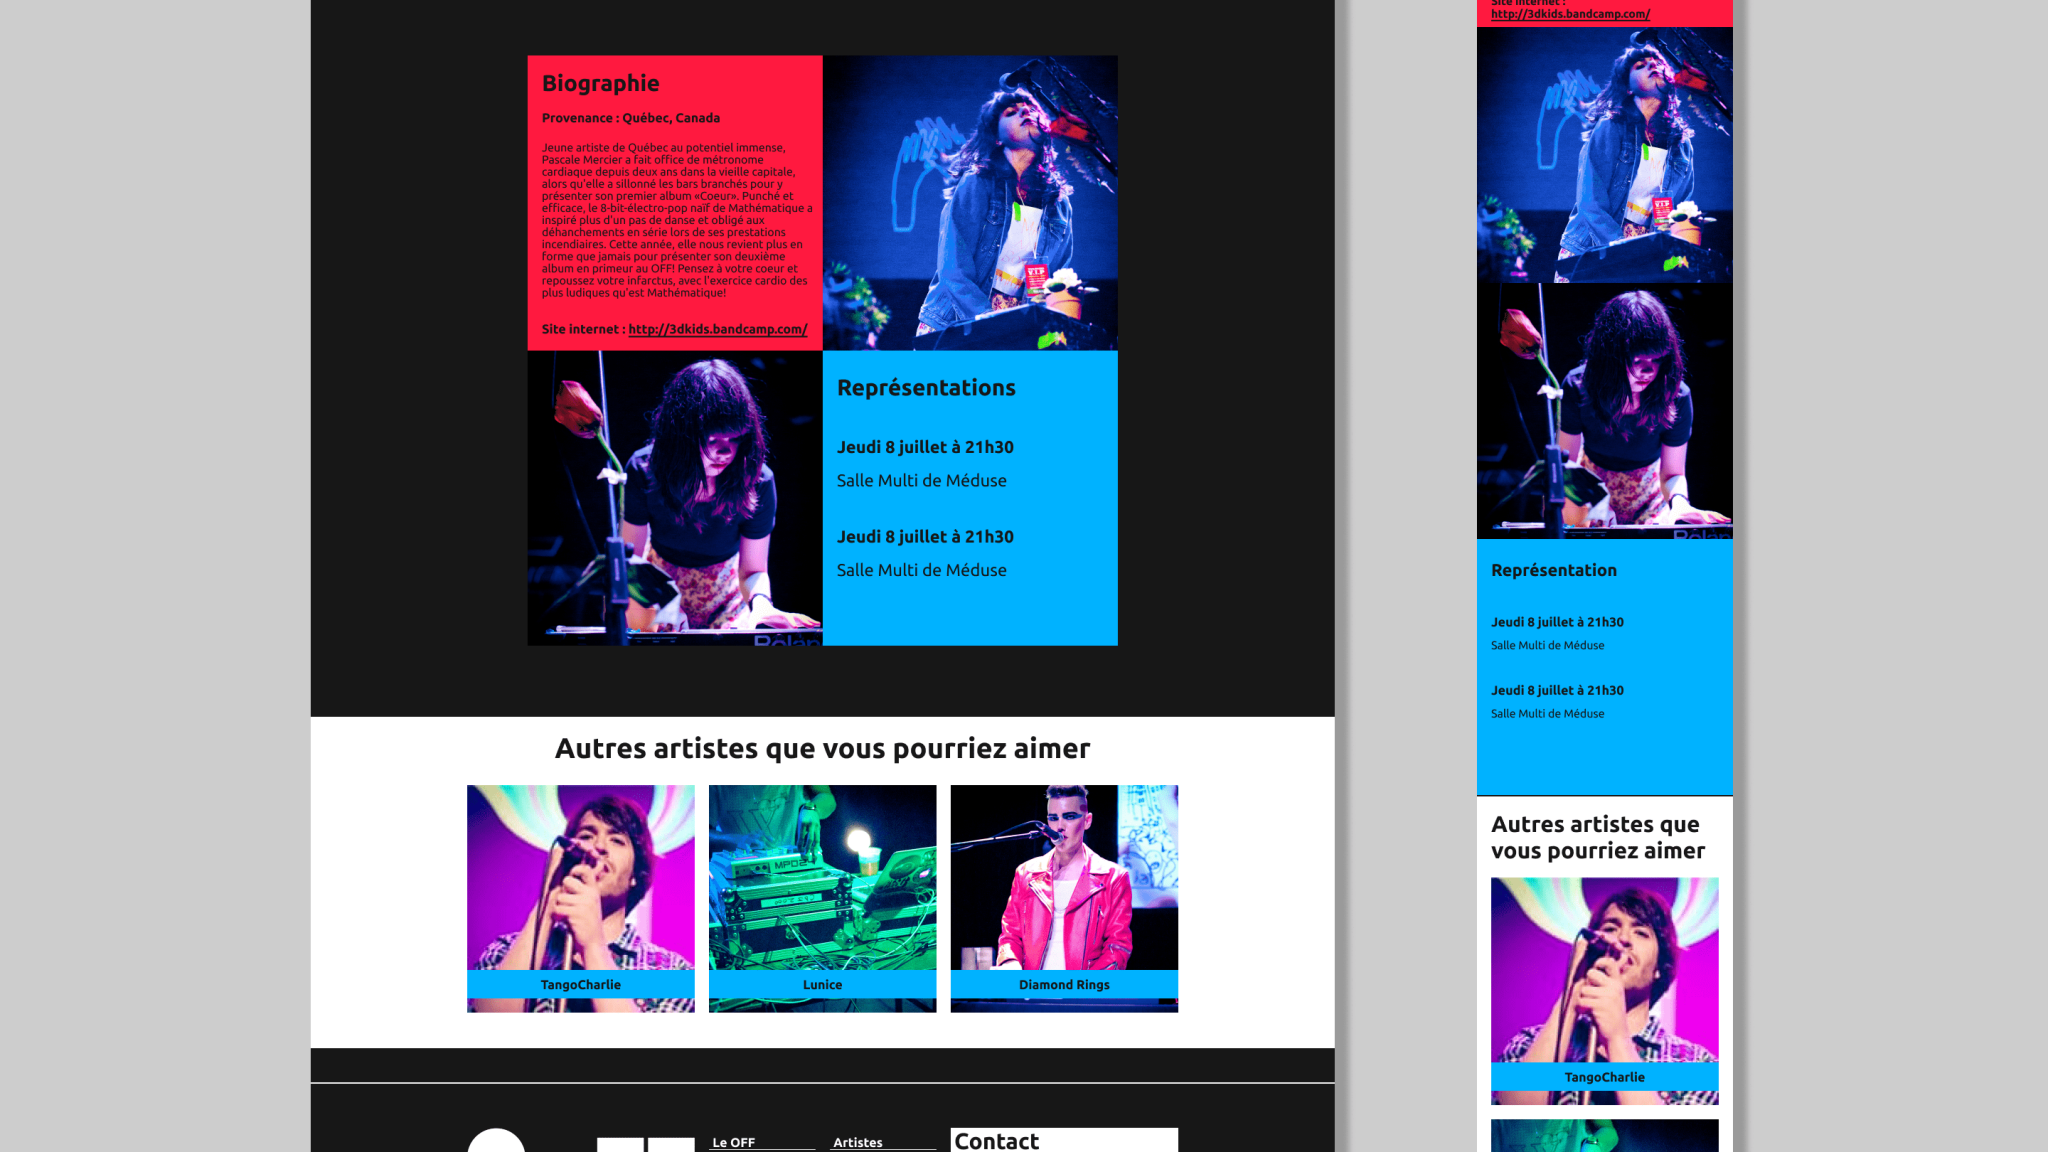 Biographie
Provenance : Québec, Canada
Jeune artiste de Québec au potentiel immense,
Pascale Mercier a fait office de métronome
cardiaque depuis deux ans dans la vieille capitale,
alors qu'elle a sillonné les bars branchés pour y
présenter son premier album «Coeur». Punché et
efficace, le 8-bit-électro-pop naïf de Mathématique a
inspiré plus d'un pas de danse et obligé aux
déhanchements en série lors de ses prestations
incendiaires. Cette année, elle nous revient plus en
forme que jamais pour présenter son deuxième
album en primeur au OFF! Pensez à votre coeur et
repoussez votre infarctus, avec l'exercice cardio des
plus ludiques qu'est Mathématique!
Site internet : http://3dkids.bandcamp.com/
V.I.P
Représentations
Jeudi 8 juillet à 21h30
Salle Multi de Méduse
Jeudi 8 juillet à 21h30
Salle Multi de Méduse
Rolan
Autres artistes que vous pourriez aimer
MPD24
TangoCharlie
Lunice
Diamond Rings
Le OFF
Artistes
Contact
Site internet :
http://3dkids.bandcamp.com/
V.I.P
Rolan
Représentation
Jeudi 8 juillet à 21h30
Salle Multi de Méduse
Jeudi 8 juillet à 21h30
Salle Multi de Méduse
Autres artistes que
vous pourriez aimer
TangoCharlie